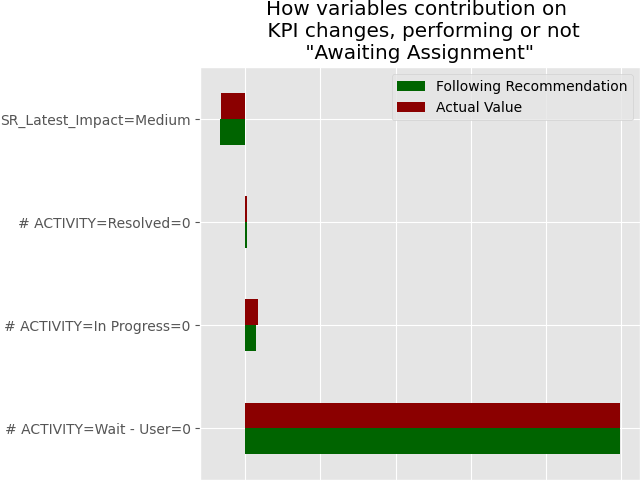 How variables contribution on
KPI changes, performing or not
"Awaiting Assignment"
Following Recommendation
Actual Value
SR_Latest_Impact=Medium
# ACTIVITY=Resolved=0
# ACTIVITY=In Progress=0
# ACTIVITY=Wait - User=0